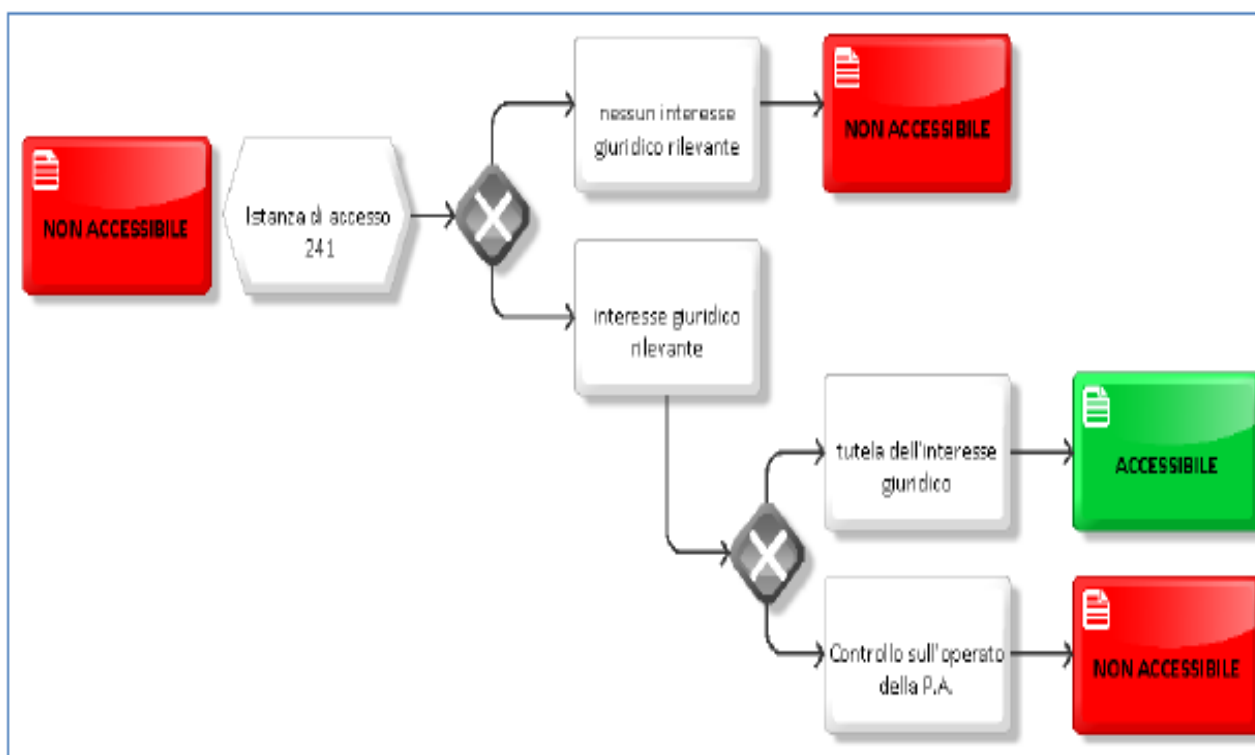 NON ACCESSIBILE
Istanza di accesso
241
nessun interesse
giuridico rilevante
NON ACCESSIBILE
interesse giuridico
rilevante
tutela dell'interesse
giuridico
ACCESSIBILE
Controllo sull'operato
della P.A.
NON ACCESSIBILE